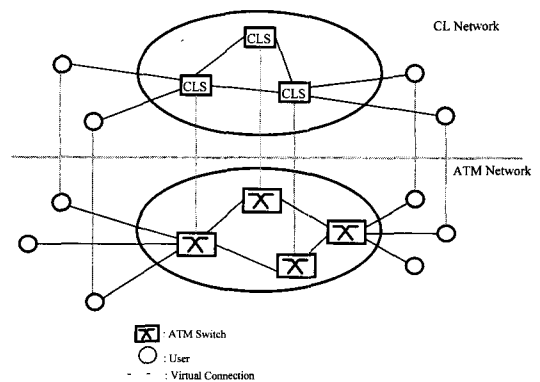 CL Network
CLS
CLS
CLS
ATM Network
: ATM Switch
: User
: Virtual Connection